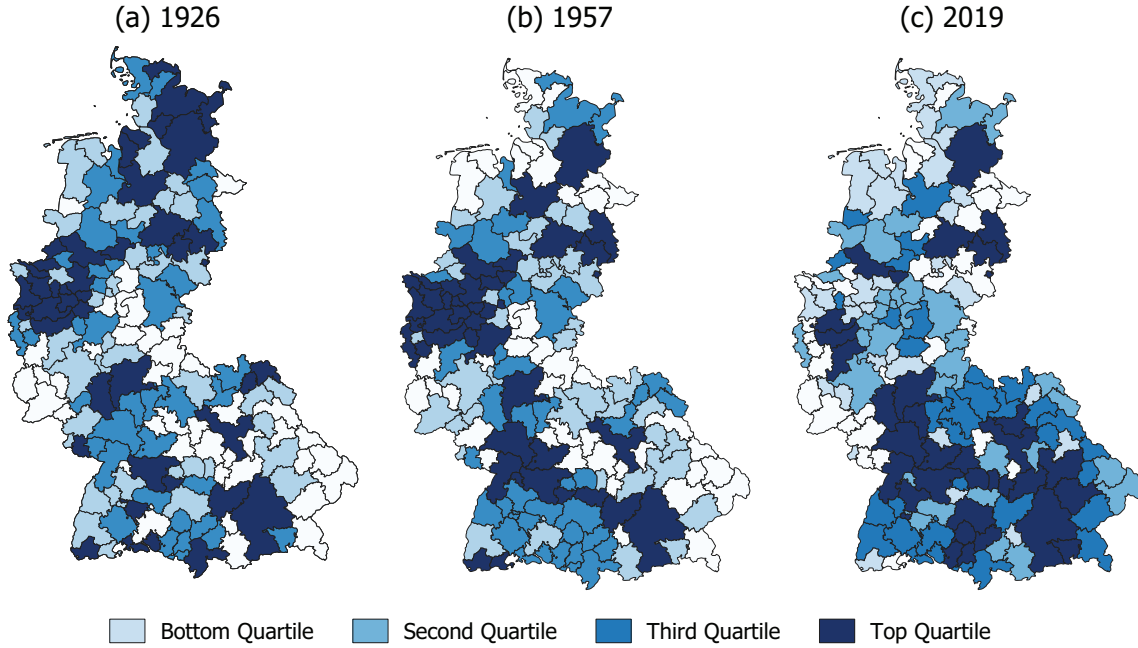 (a) 1926
(b) 1957
(c) 2019
Bottom Quartile
Second Quartile
Third Quartile
Top Quartile